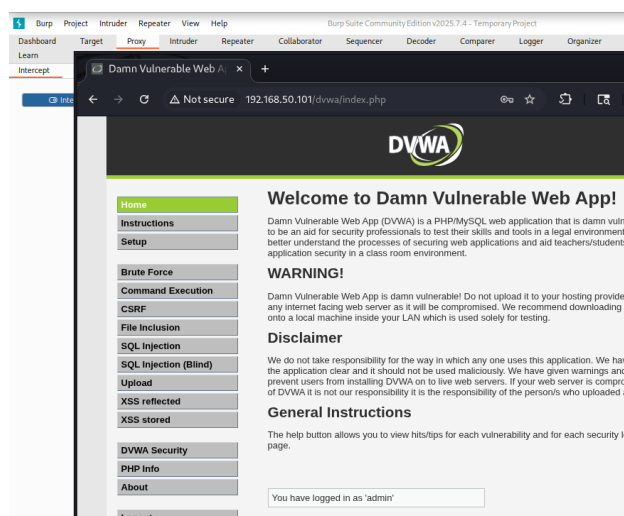 Burp Project Intruder Repeater View Help Burp Suite Community Edition v2025.7.4 - Temporary Project
Dashboard Target Proxy Intruder Repeater Collaborator Sequencer Decoder Comparer Logger Organizer
Learn
Intercept
Inte
Damn Vulnerable Web A
Not secure 192.168.50.101/dvwa/index.php
DVWA
Home
Instructions
Setup
Brute Force
Command Execution
CSRF
File Inclusion
SQL Injection
SQL Injection (Blind)
Upload
XSS reflected
XSS stored
DVWA Security
PHP Info
About
Welcome to Damn Vulnerable Web App!
Damn Vulnerable Web App (DVWA) is a PHP/MySQL web application that is damn vuln
to be an aid for security professionals to test their skills and tools in a legal environment
better understand the processes of securing web applications and aid teachers/students
application security in a class room environment.
WARNING!
Damn Vulnerable Web App is damn vulnerable! Do not upload it to your hosting provide
any internet facing web server as it will be compromised. We recommend downloading
onto a local machine inside your LAN which is used solely for testing.
Disclaimer
We do not take responsibility for the way in which any one uses this application. We hav
the application clear and it should not be used maliciously. We have given warnings and
prevent users from installing DVWA on to live web servers. If your web server is compro
of DVWA it is not our responsibility it is the responsibility of the person/s who uploaded
General Instructions
The help button allows you to view hits/tips for each vulnerability and for each security l
page.
You have logged in as 'admin'